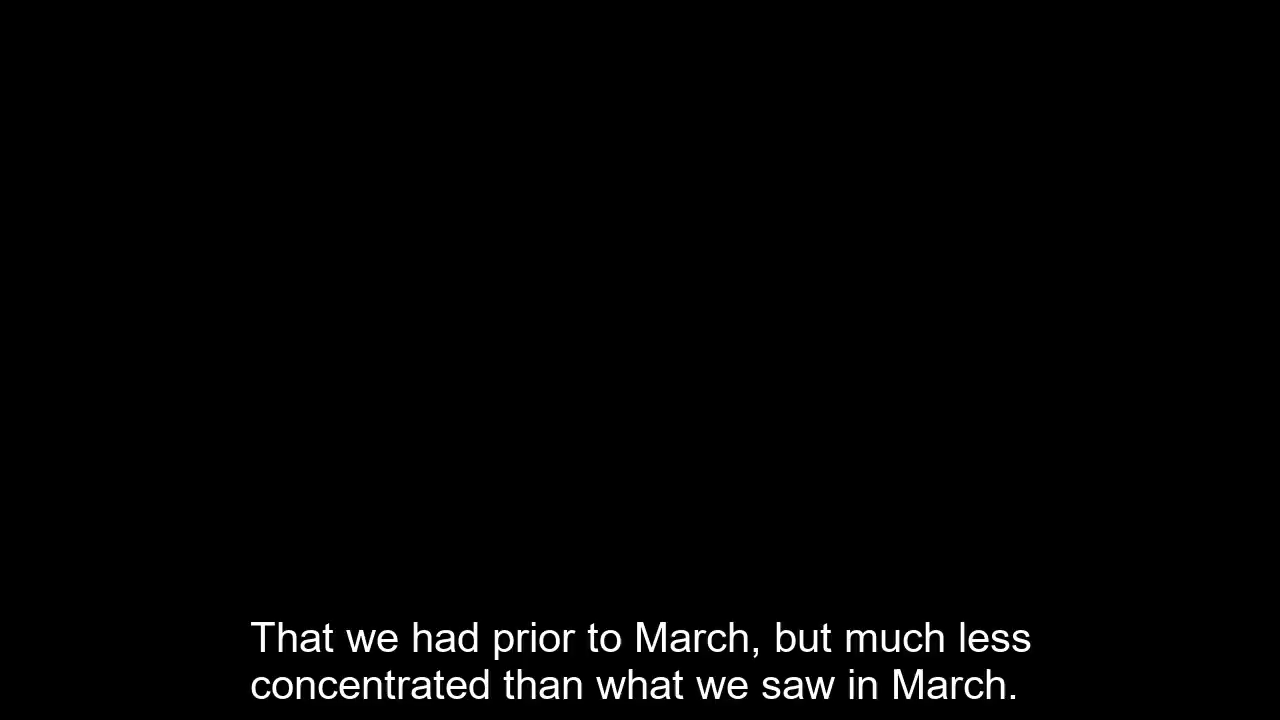 That we had prior to March, but much less
concentrated than what we saw in March.